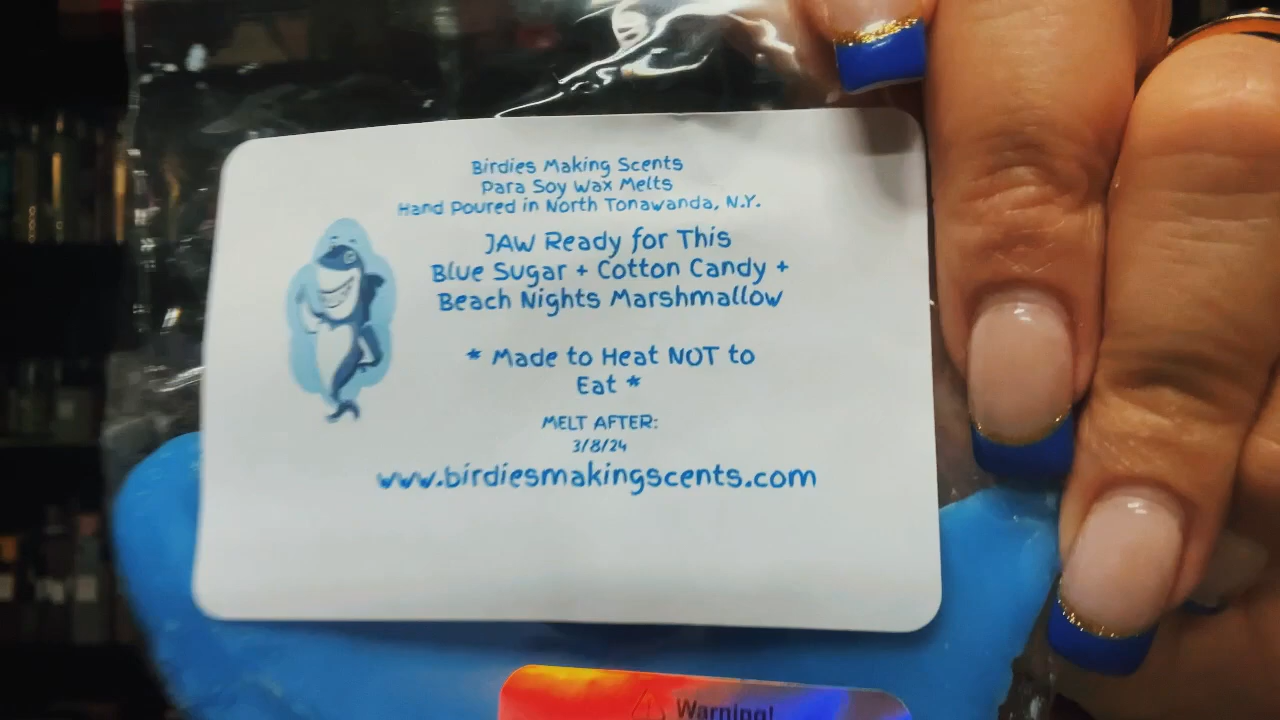 Birdies Making Scents
Para Soy Wax Melts
Hand Poured in North Tonawanda, N.Y.
JAW Ready for This
Blue Sugar + Cotton Candy +
Beach Nights Marshmallow
* Made to Heat NOT to
Eat *
MELT AFTER:
3/8/24
www.birdiesmakingscents.com
Warning!